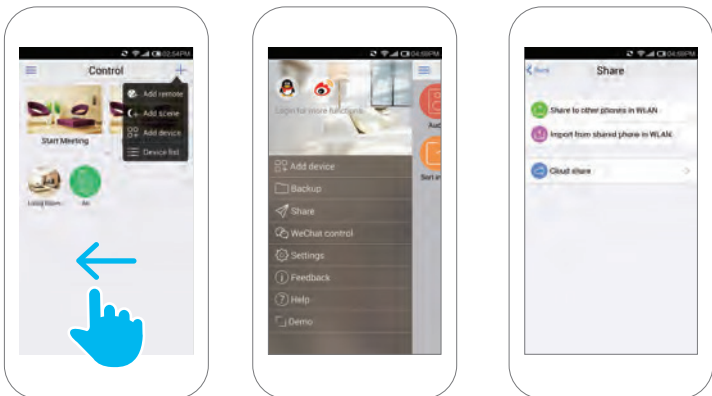 02:54PM
Control
Add remote
Add scene
Add device
Device list
Start Meeting
Living Room
Air
04:59PM
Login for more functions
Add device
Backup
Share
WeChat control
Settings
Feedback
Help
Demo
04:59PM
Back
Share
Share to other phones in WLAN
Import from shared phone in WLAN
Cloud share